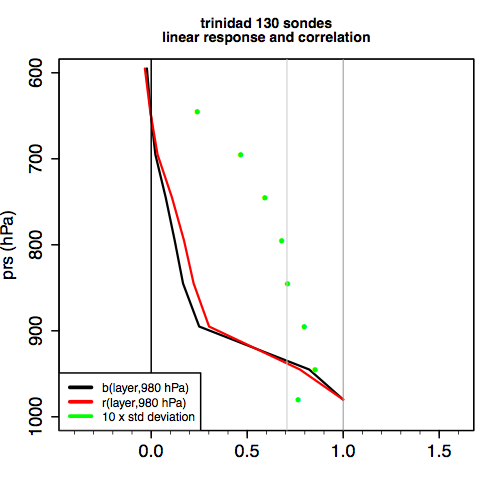 trinidad 130 sondes
linear response and correlation
prs (hPa)
600
700
800
900
1000
b(layer,980 hPa)
r(layer,980 hPa)
10 x std deviation
0.0
0.5
1.0
1.5